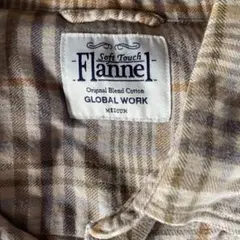 Soft Touch
-Flannel-
Original Blend Cotton
GLOBAL WORK
MEDIUM